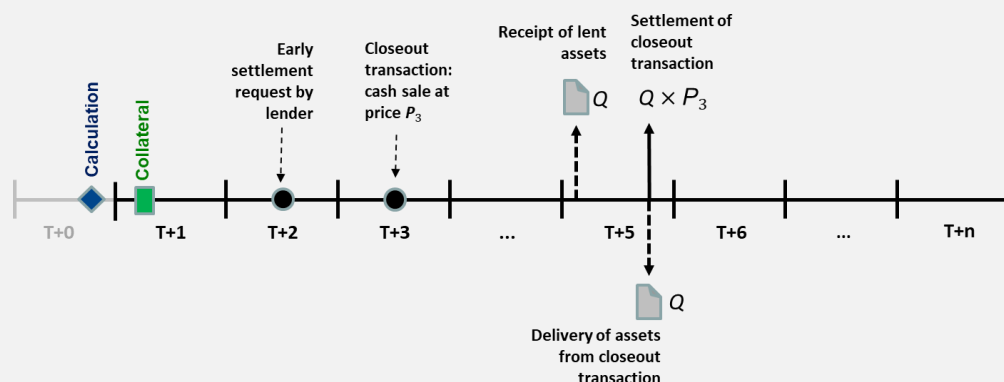 Calculation
Collateral
Early
settlement
request by
lender
Closeout
transaction:
cash sale at
price P₃
Receipt of lent
assets
Q
Settlement of
closeout
transaction
Q × P₃
T+0
T+1
T+2
T+3
...
T+5
T+6
...
T+n
Q
Delivery of assets
from closeout
transaction